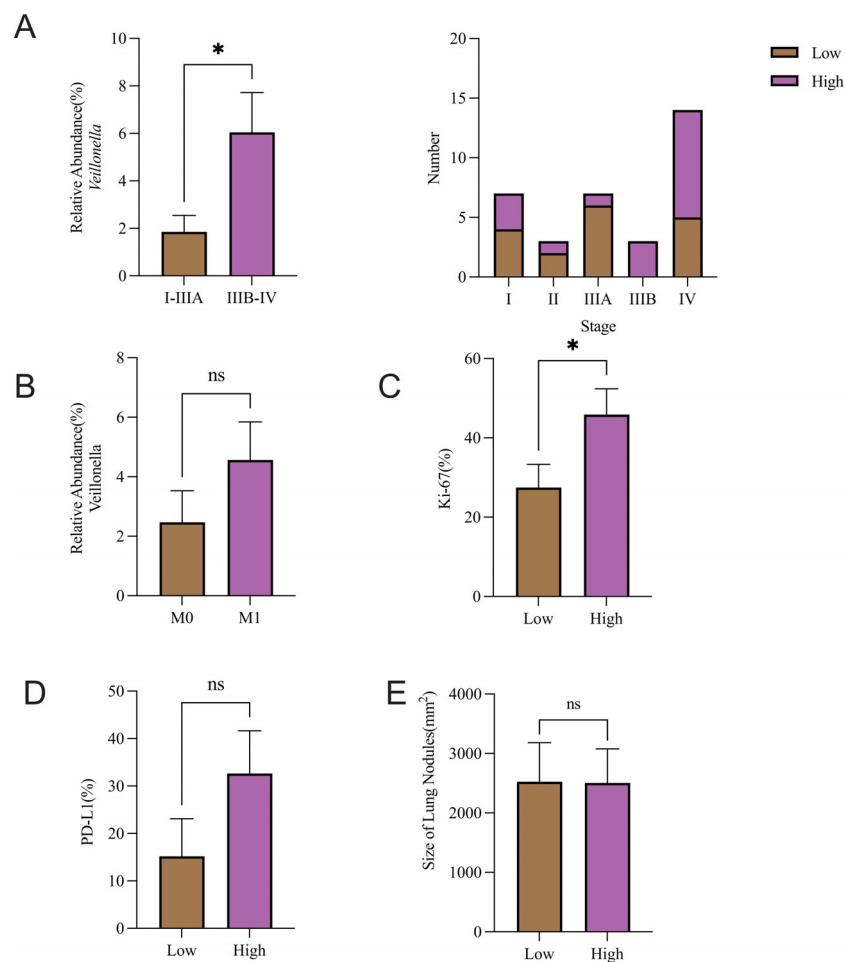 A
Relative Abundance(%)
Veillonella
10
8
6
4
2
0
*
I-IIIA
IIIB-IV
Number
20
15
10
5
0
I
II
IIIA
IIIB
IV
Stage
Low
High
B
Relative Abundance(%)
Veillonella
8
6
4
2
0
ns
M0
M1
C
Ki-67(%)
60
40
20
0
*
Low
High
D
PD-L1(%)
50
40
30
20
10
0
ns
Low
High
E
Size of Lung Nodules(mm²)
4000
3000
2000
1000
0
ns
Low
High